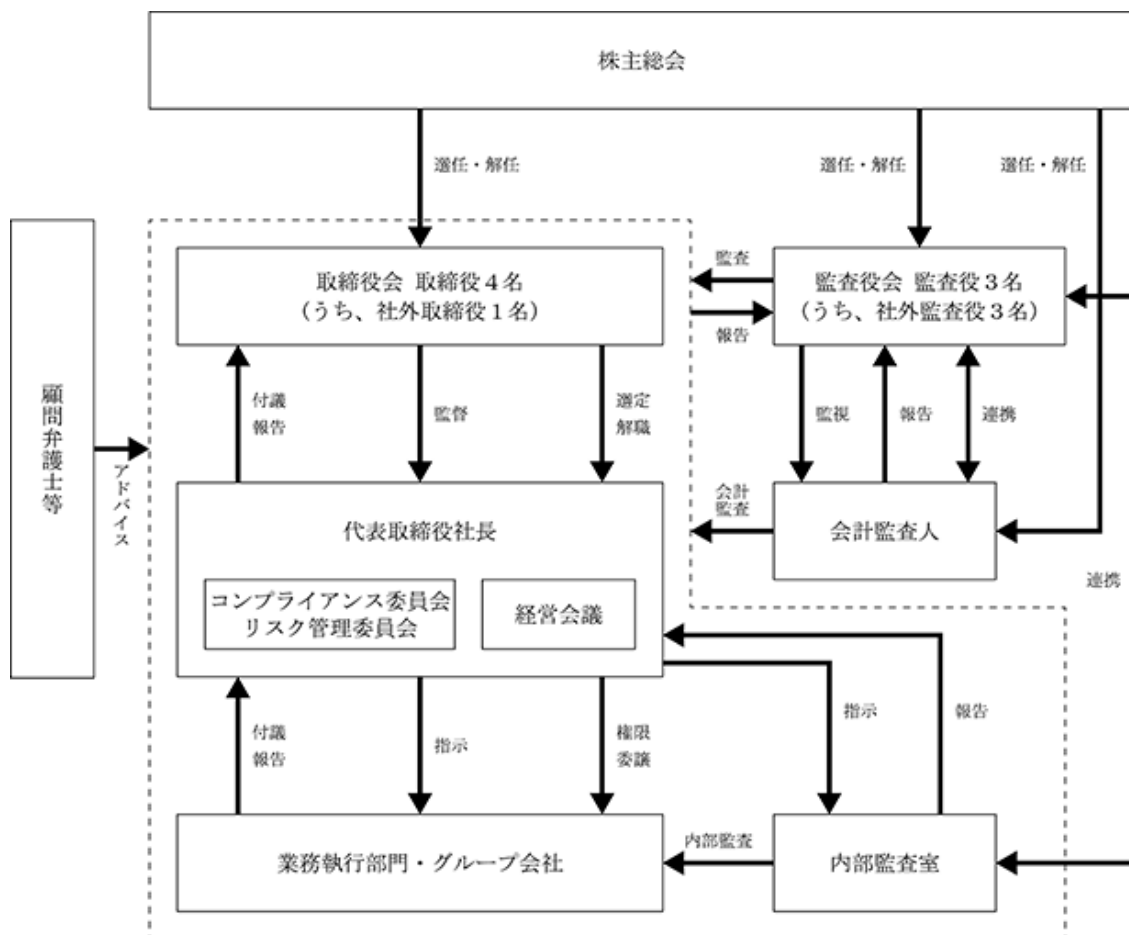 株主総会
選任・解任
選任・解任
選任・解任
取締役会 取締役４名
（うち、社外取締役１名）
監査
報告
監査役会 監査役３名
（うち、社外監査役３名）
顧問弁護士等
アドバイス
付議
報告
監督
選定
解職
監視
報告
連携
代表取締役社長
コンプライアンス委員会
リスク管理委員会
経営会議
会計
監査
会計監査人
連携
付議
報告
指示
権限
委譲
指示
報告
業務執行部門・グループ会社
内部監査
内部監査室